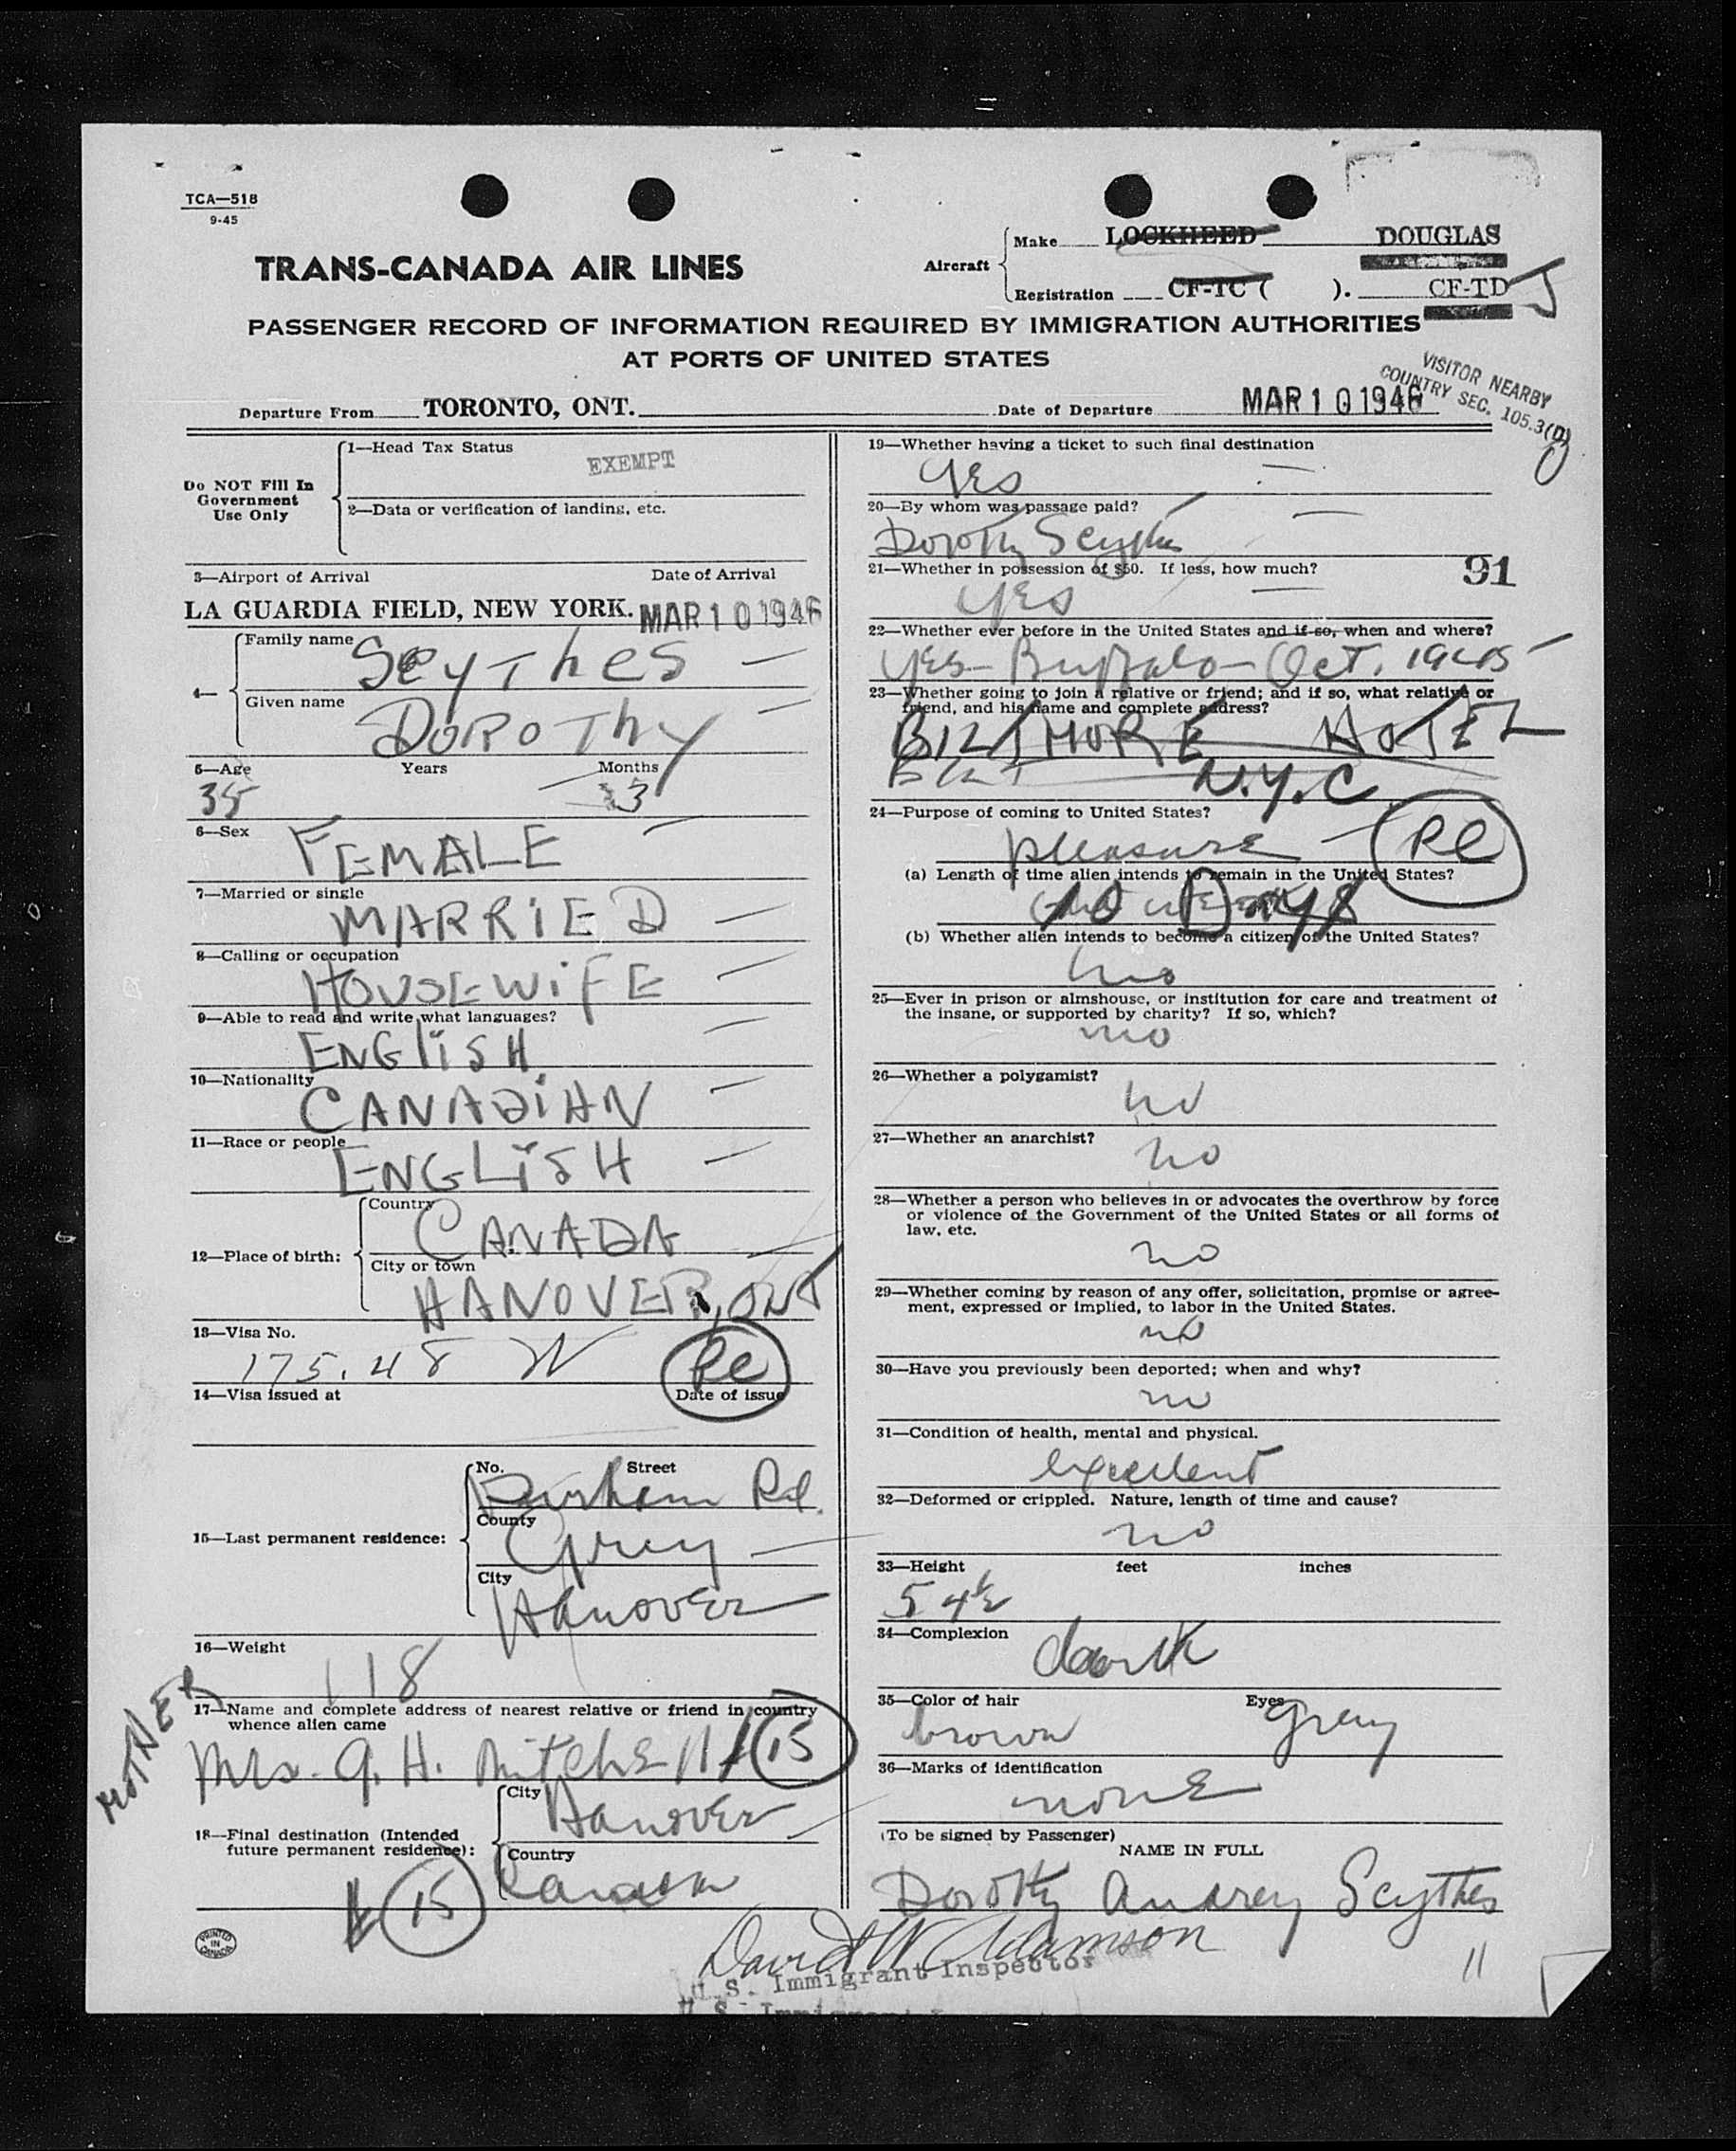 TCA—518
9-45
TRANS-CANADA AIR LINES
Aircraft
Make LOCKHEED DOUGLAS
Registration CF-TC ( ). CF-TD J
PASSENGER RECORD OF INFORMATION REQUIRED BY IMMIGRATION AUTHORITIES
AT PORTS OF UNITED STATES
VISITOR NEARBY
COUNTRY SEC. 105.3(D)
Departure From TORONTO, ONT. Date of Departure MAR 10 1946
Do NOT Fill In
Government
Use Only
1—Head Tax Status
EXEMPT
2—Data or verification of landing, etc.
3—Airport of Arrival Date of Arrival
LA GUARDIA FIELD, NEW YORK. MAR 10 1946
4—
Family name SCYTHES
Given name DOROTHY
5—Age Years Months
35 3
6—Sex
FEMALE
7—Married or single
MARRIED
8—Calling or occupation
HOUSEWIFE
9—Able to read and write what languages?
ENGLISH
10—Nationality
CANADIAN
11—Race or people
ENGLISH
12—Place of birth:
Country
CANADA
City or town
HANOVER, ONT
13—Visa No.
175.48 W
14—Visa issued at Date of issue
15—Last permanent residence:
No. Street
Durham Rd.
County
Grey
City
Hanover
16—Weight
118
MOTHER
17—Name and complete address of nearest relative or friend in country
whence alien came
Mrs. G. H. Mitchell 15
18—Final destination (Intended
future permanent residence):
City
Hanover
Country
Canada
15
PRINTED
IN
CANADA
19—Whether having a ticket to such final destination
yes
20—By whom was passage paid?
Dorothy Scythes
21—Whether in possession of $50. If less, how much?
91
yes
22—Whether ever before in the United States and if so, when and where?
Yes - Buffalo - Oct. 1945
23—Whether going to join a relative or friend; and if so, what relative or
friend, and his name and complete address?
BILTMORE HOTEL
N.Y.C
24—Purpose of coming to United States?
pleasure
(a) Length of time alien intends to remain in the United States?
10 Days
(b) Whether alien intends to become a citizen of the United States?
no
25—Ever in prison or almshouse, or institution for care and treatment of
the insane, or supported by charity? If so, which?
no
26—Whether a polygamist?
no
27—Whether an anarchist?
no
28—Whether a person who believes in or advocates the overthrow by force
or violence of the Government of the United States or all forms of
law, etc.
no
29—Whether coming by reason of any offer, solicitation, promise or agree-
ment, expressed or implied, to labor in the United States.
no
30—Have you previously been deported; when and why?
no
31—Condition of health, mental and physical.
excellent
32—Deformed or crippled. Nature, length of time and cause?
no
33—Height feet inches
5 4½
34—Complexion
dark
35—Color of hair Eyes
brown grey
36—Marks of identification
none
(To be signed by Passenger)
NAME IN FULL
Dorothy Audrey Scythes
David W Adamson
U.S. Immigrant Inspector
11